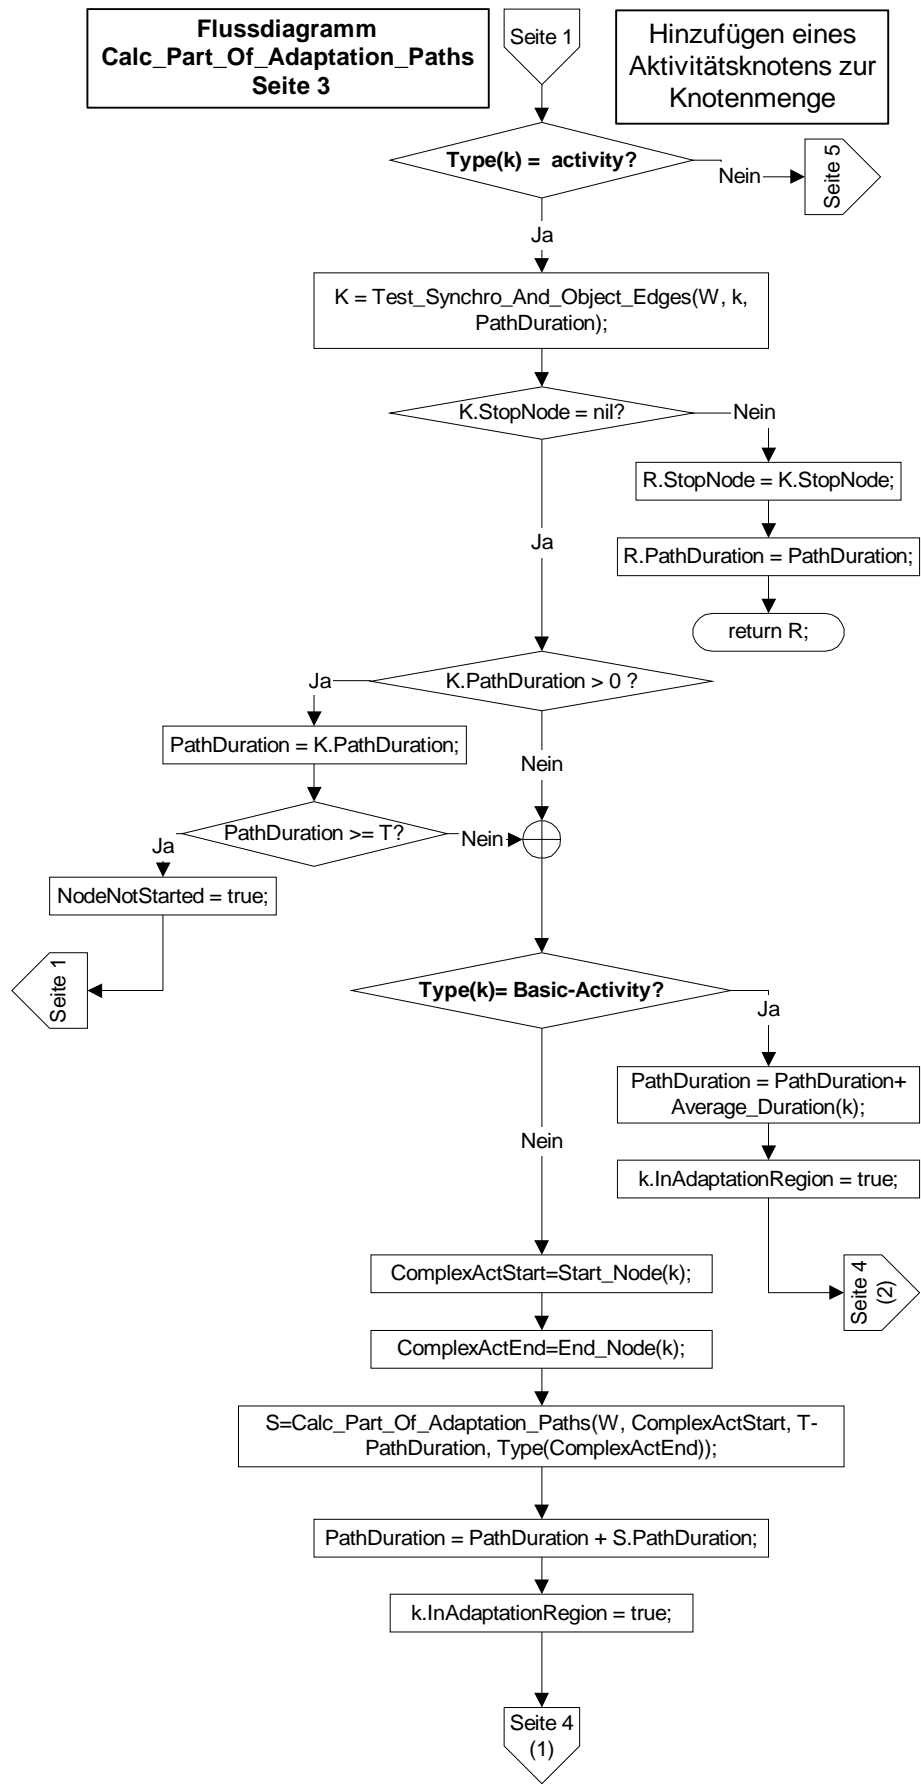 Flussdiagramm
Calc_Part_Of_Adaptation_Paths
Seite 3
Seite 1
Hinzufügen eines
Aktivitätsknotens zur
Knotenmenge
Type(k) =  activity?
Nein
Seite 5
Ja
K = Test_Synchro_And_Object_Edges(W, k,
PathDuration);
K.StopNode = nil?
Nein
R.StopNode = K.StopNode;
R.PathDuration = PathDuration;
return R;
Ja
K.PathDuration > 0 ?
Ja
PathDuration = K.PathDuration;
Nein
PathDuration >= T?
Nein
Ja
NodeNotStarted = true;
Seite 1
Type(k)= Basic-Activity?
Ja
PathDuration = PathDuration+
Average_Duration(k);
k.InAdaptationRegion = true;
Seite 4
(2)
Nein
ComplexActStart=Start_Node(k);
ComplexActEnd=End_Node(k);
S=Calc_Part_Of_Adaptation_Paths(W, ComplexActStart, T-
PathDuration, Type(ComplexActEnd));
PathDuration = PathDuration + S.PathDuration;
k.InAdaptationRegion = true;
Seite 4
(1)